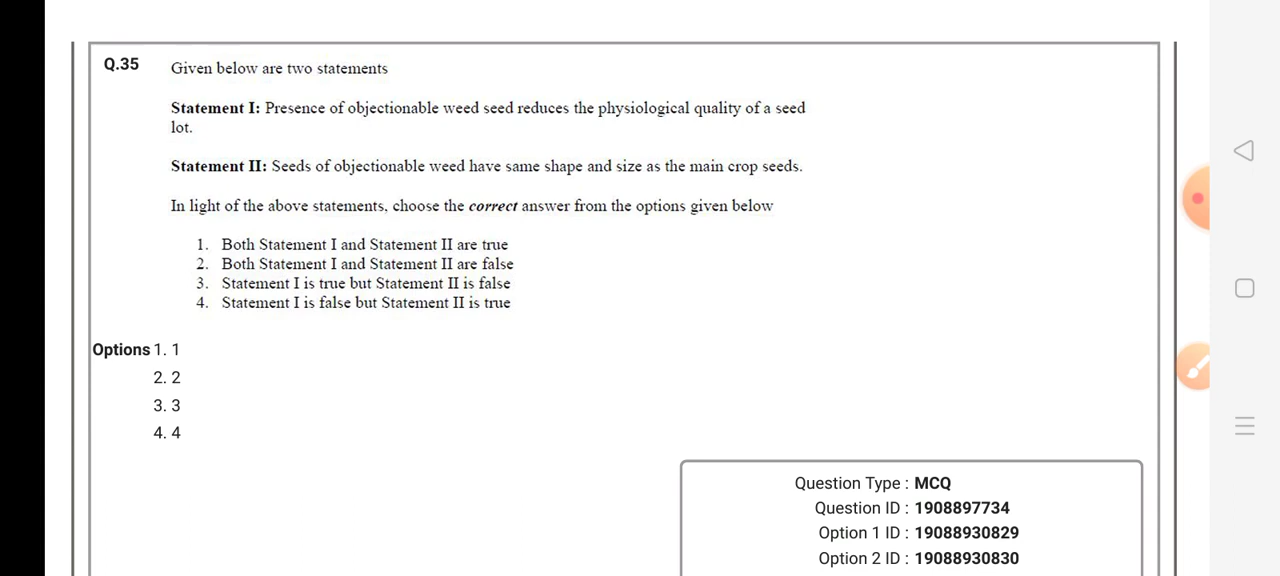 Q.35 Given below are two statements
Statement I: Presence of objectionable weed seed reduces the physiological quality of a seed
lot.
Statement II: Seeds of objectionable weed have same shape and size as the main crop seeds.
In light of the above statements, choose the correct answer from the options given below
1. Both Statement I and Statement II are true
2. Both Statement I and Statement II are false
3. Statement I is true but Statement II is false
4. Statement I is false but Statement II is true
Options 1. 1
2. 2
3. 3
4. 4
Question Type : MCQ
Question ID : 1908897734
Option 1 ID : 19088930829
Option 2 ID : 19088930830